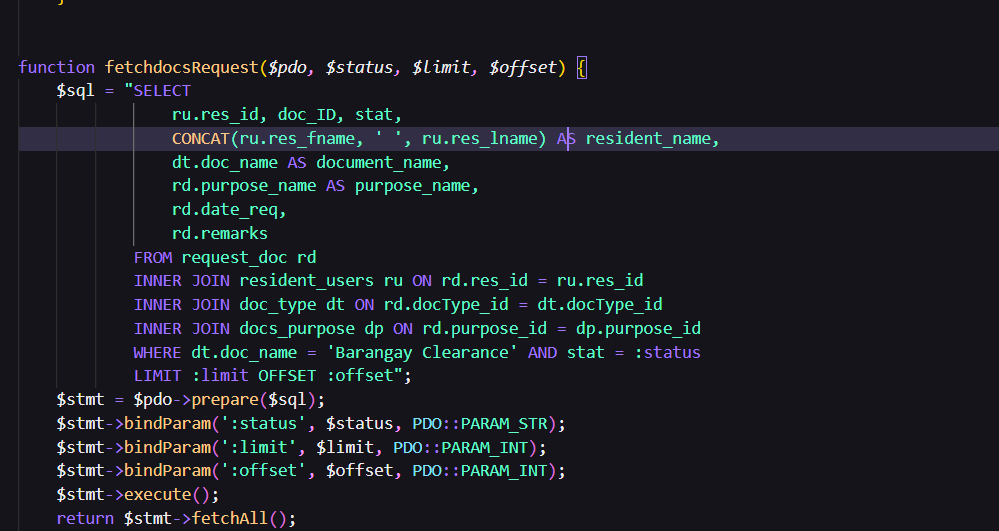 }
function fetchdocsRequest($pdo, $status, $limit, $offset) {
$sql = "SELECT
ru.res_id, doc_ID, stat,
CONCAT(ru.res_fname, ' ', ru.res_lname) AS resident_name,
dt.doc_name AS document_name,
rd.purpose_name AS purpose_name,
rd.date_req,
rd.remarks
FROM request_doc rd
INNER JOIN resident_users ru ON rd.res_id = ru.res_id
INNER JOIN doc_type dt ON rd.docType_id = dt.docType_id
INNER JOIN docs_purpose dp ON rd.purpose_id = dp.purpose_id
WHERE dt.doc_name = 'Barangay Clearance' AND stat = :status
LIMIT :limit OFFSET :offset";
$stmt = $pdo->prepare($sql);
$stmt->bindParam(':status', $status, PDO::PARAM_STR);
$stmt->bindParam(':limit', $limit, PDO::PARAM_INT);
$stmt->bindParam(':offset', $offset, PDO::PARAM_INT);
$stmt->execute();
return $stmt->fetchAll();